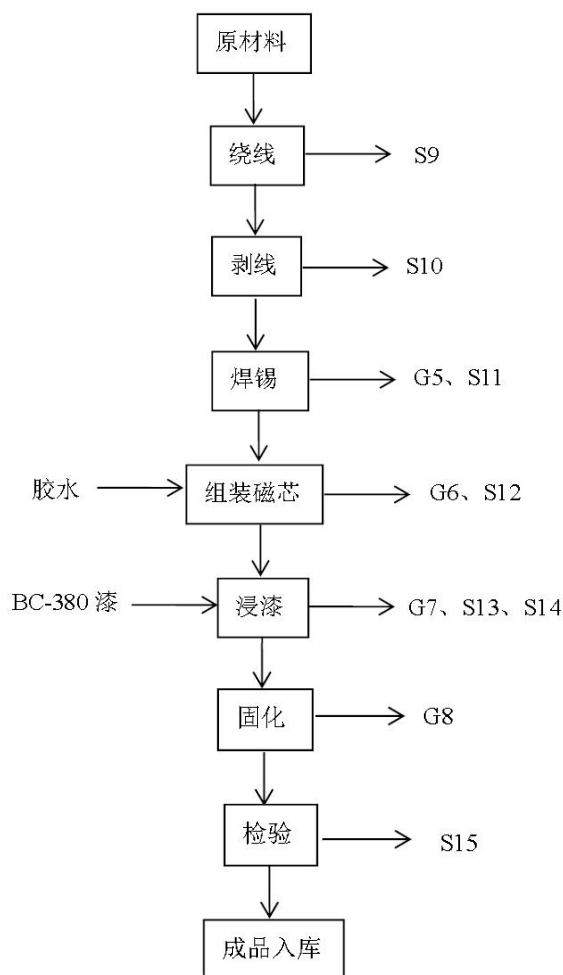 原材料
绕线
S9
剥线
S10
焊锡
G5、S11
胶水
组装磁芯
G6、S12
BC-380 漆
浸漆
G7、S13、S14
固化
G8
检验
S15
成品入库